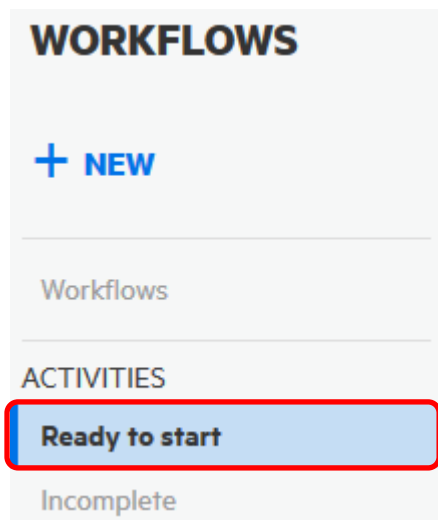 WORKFLOWS
+ NEW
Workflows
ACTIVITIES
Ready to start
Incomplete